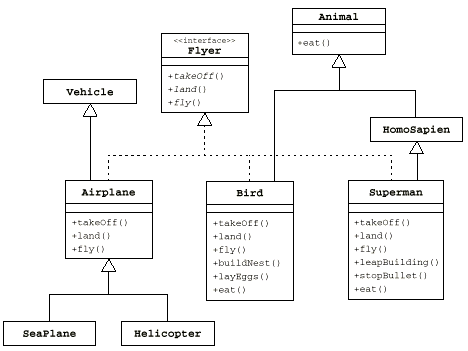 Animal
+eat()
<<interface>>
Flyer
+takeOff()
+land()
+fly()
Vehicle
HomoSapien
Airplane
+takeOff()
+land()
+fly()
Bird
+takeOff()
+land()
+fly()
+buildNest()
+layEggs()
+eat()
Superman
+takeOff()
+land()
+fly()
+leapBuilding()
+stopBullet()
+eat()
SeaPlane
Helicopter